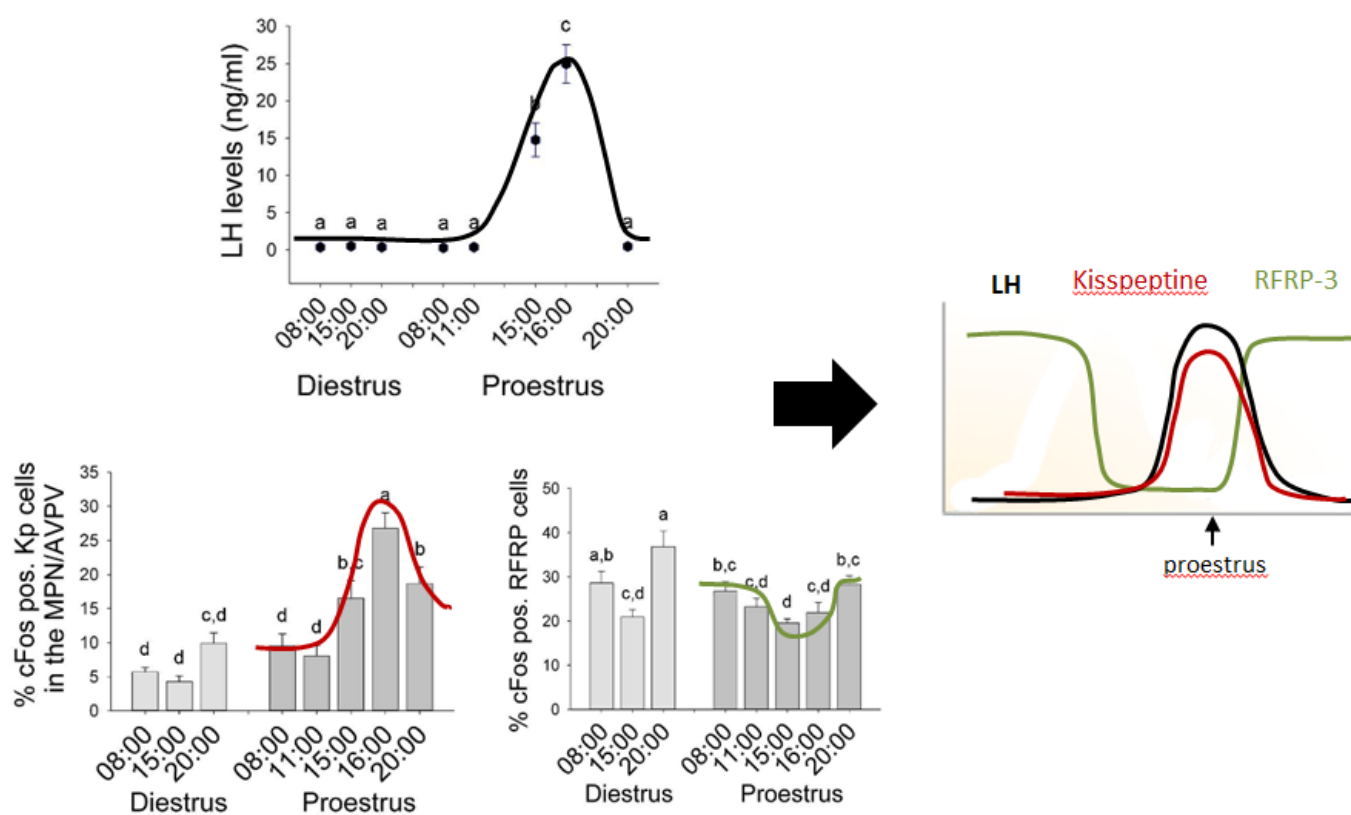 LH levels (ng/ml)
30
25
20
15
10
5
0
a a a a a b c a
08:00 15:00 20:00 08:00 11:00 15:00 16:00 20:00
Diestrus Proestrus
% cFos pos. Kp cells
in the MPN/AVPV
35
30
25
20
15
10
5
0
d d c,d d d b,c a b
08:00 15:00 20:00 08:00 11:00 15:00 16:00 20:00
Diestrus Proestrus
% cFos pos. RFRP cells
50
40
30
20
10
0
a,b c,d a b,c c,d d c,d b,c
08:00 15:00 20:00 08:00 11:00 15:00 16:00 20:00
Diestrus Proestrus
LH Kisspeptine RFRP-3
proestrus